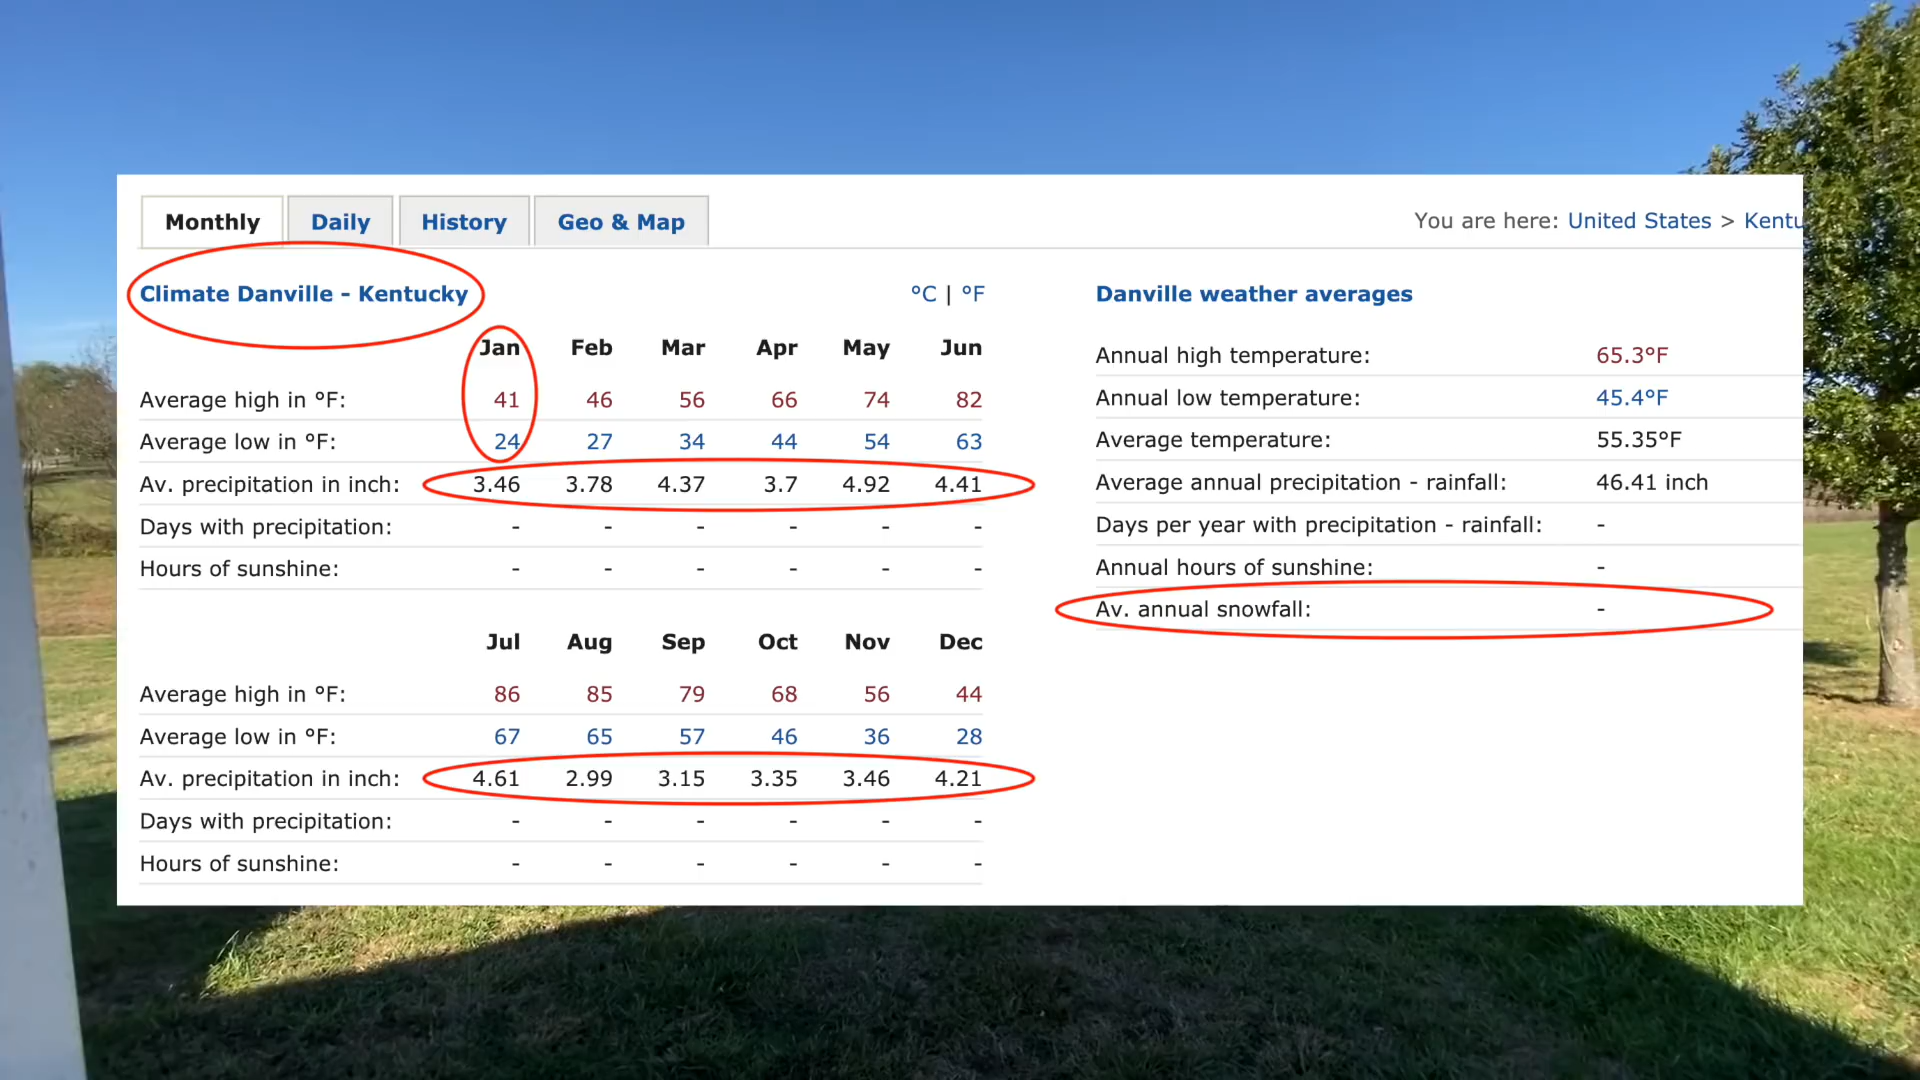 Monthly Daily History Geo & Map
You are here: United States > Kentu
Climate Danville - Kentucky
°C | °F
Jan Feb Mar Apr May Jun
Average high in °F: 41 46 56 66 74 82
Average low in °F: 24 27 34 44 54 63
Av. precipitation in inch: 3.46 3.78 4.37 3.7 4.92 4.41
Days with precipitation: - - - - - -
Hours of sunshine: - - - - - -
Jul Aug Sep Oct Nov Dec
Average high in °F: 86 85 79 68 56 44
Average low in °F: 67 65 57 46 36 28
Av. precipitation in inch: 4.61 2.99 3.15 3.35 3.46 4.21
Days with precipitation: - - - - - -
Hours of sunshine: - - - - - -
Danville weather averages
Annual high temperature: 65.3°F
Annual low temperature: 45.4°F
Average temperature: 55.35°F
Average annual precipitation - rainfall: 46.41 inch
Days per year with precipitation - rainfall: -
Annual hours of sunshine: -
Av. annual snowfall: -